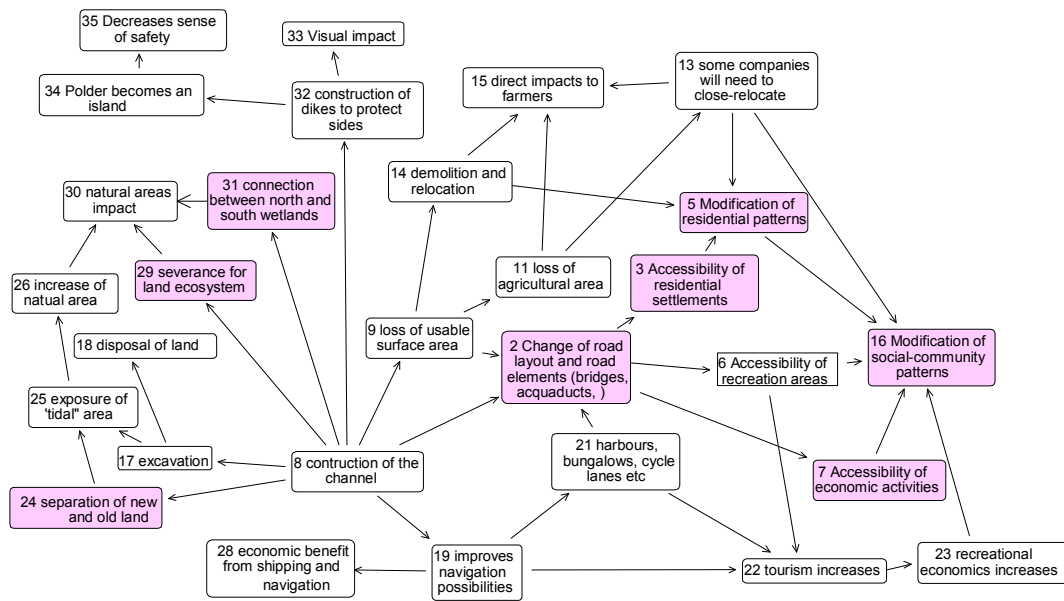 35 Decreases sense
of safety
33 Visual impact
13 some companies
will need to
close-relocate
15 direct impacts to
farmers
34 Polder becomes an
island
32 construction of
dikes to protect
sides
14 demolition and
relocation
31 connection
between north and
south wetlands
30 natural areas
impact
5 Modification of
residential patterns
29 severance for
land ecosystem
11 loss of
agricultural area
3 Accessibility of
residential
settlements
26 increase of
natual area
18 disposal of land
9 loss of usable
surface area
2 Change of road
layout and road
elements (bridges,
acquaducts, )
6 Accessibility of
recreation areas
16 Modification of
social-community
patterns
25 exposure of
'tidal" area
17 excavation
8 contruction of the
channel
21 harbours,
bungalows, cycle
lanes etc
7 Accessibility of
economic activities
24 separation of new
and old land
28 economic benefit
from shipping and
navigation
19 improves
navigation
possibilities
22 tourism increases
23 recreational
economics increases